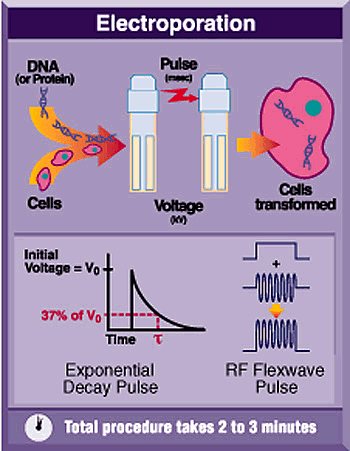 Electroporation
DNA
(or Protein)
Cells
Pulse
(msec)
Voltage
(kV)
Cells
transformed
Initial
Voltage = V₀
37% of V₀
Time
τ
Exponential
Decay Pulse
+
RF Flexwave
Pulse
Total procedure takes 2 to 3 minutes